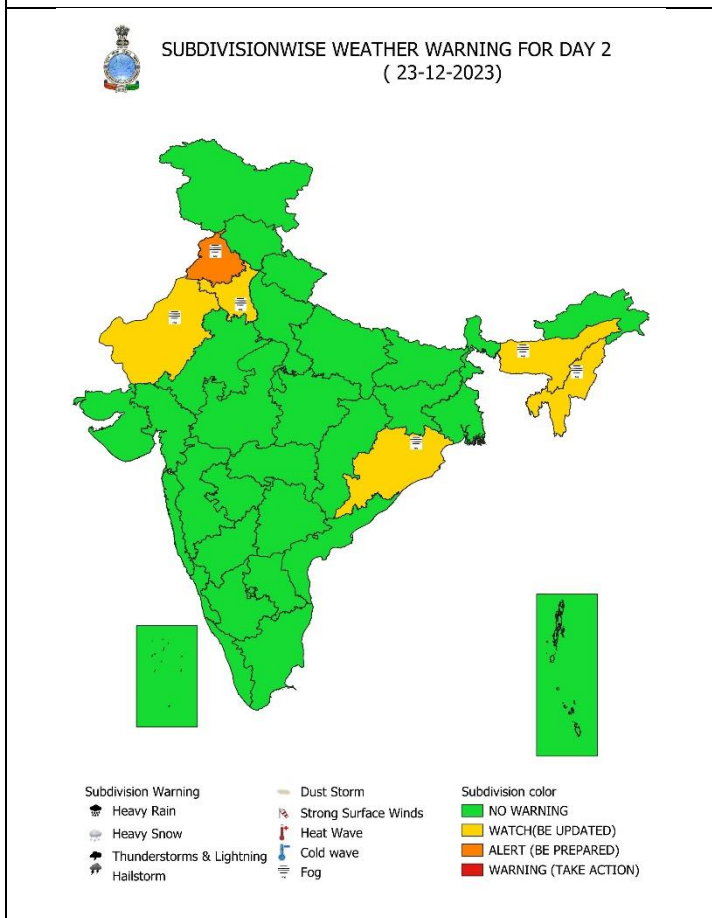 SUBDIVISIONWISE WEATHER WARNING FOR DAY 2
( 23-12-2023)
Subdivision Warning
Heavy Rain
Heavy Snow
Thunderstorms & Lightning
Hailstorm
Dust Storm
Strong Surface Winds
Heat Wave
Cold wave
Fog
Subdivision color
NO WARNING
WATCH(BE UPDATED)
ALERT (BE PREPARED)
WARNING (TAKE ACTION)